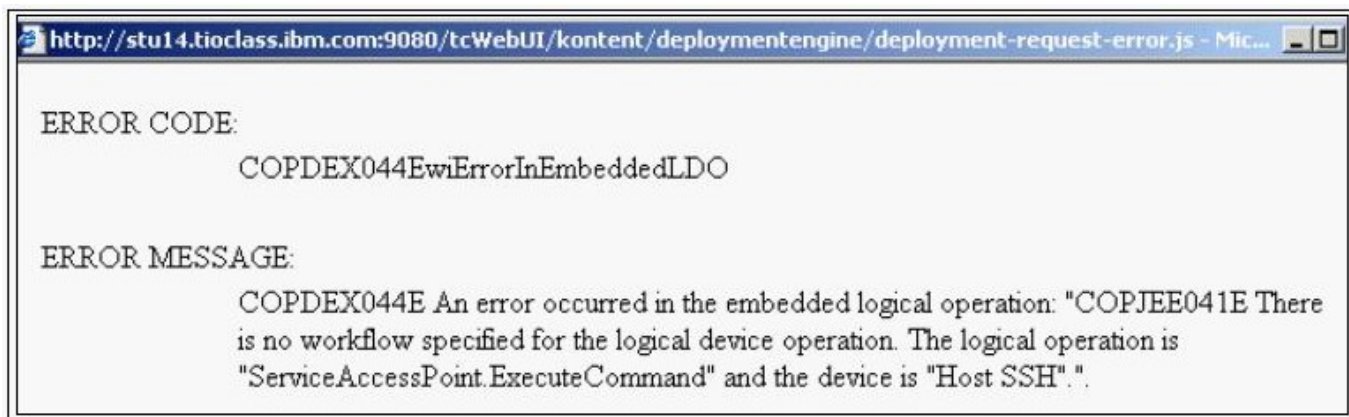 http://stu14.tioclass.ibm.com:9080/tcWebUI/kontent/deploymentengine/deployment-request-error.js - Mic...
ERROR CODE:
COPDEX044EwiErrorInEmbeddedLDO
ERROR MESSAGE:
COPDEX044E An error occurred in the embedded logical operation: "COPJEE041E There
is no workflow specified for the logical device operation. The logical operation is
"ServiceAccessPoint.ExecuteCommand" and the device is "Host SSH".".